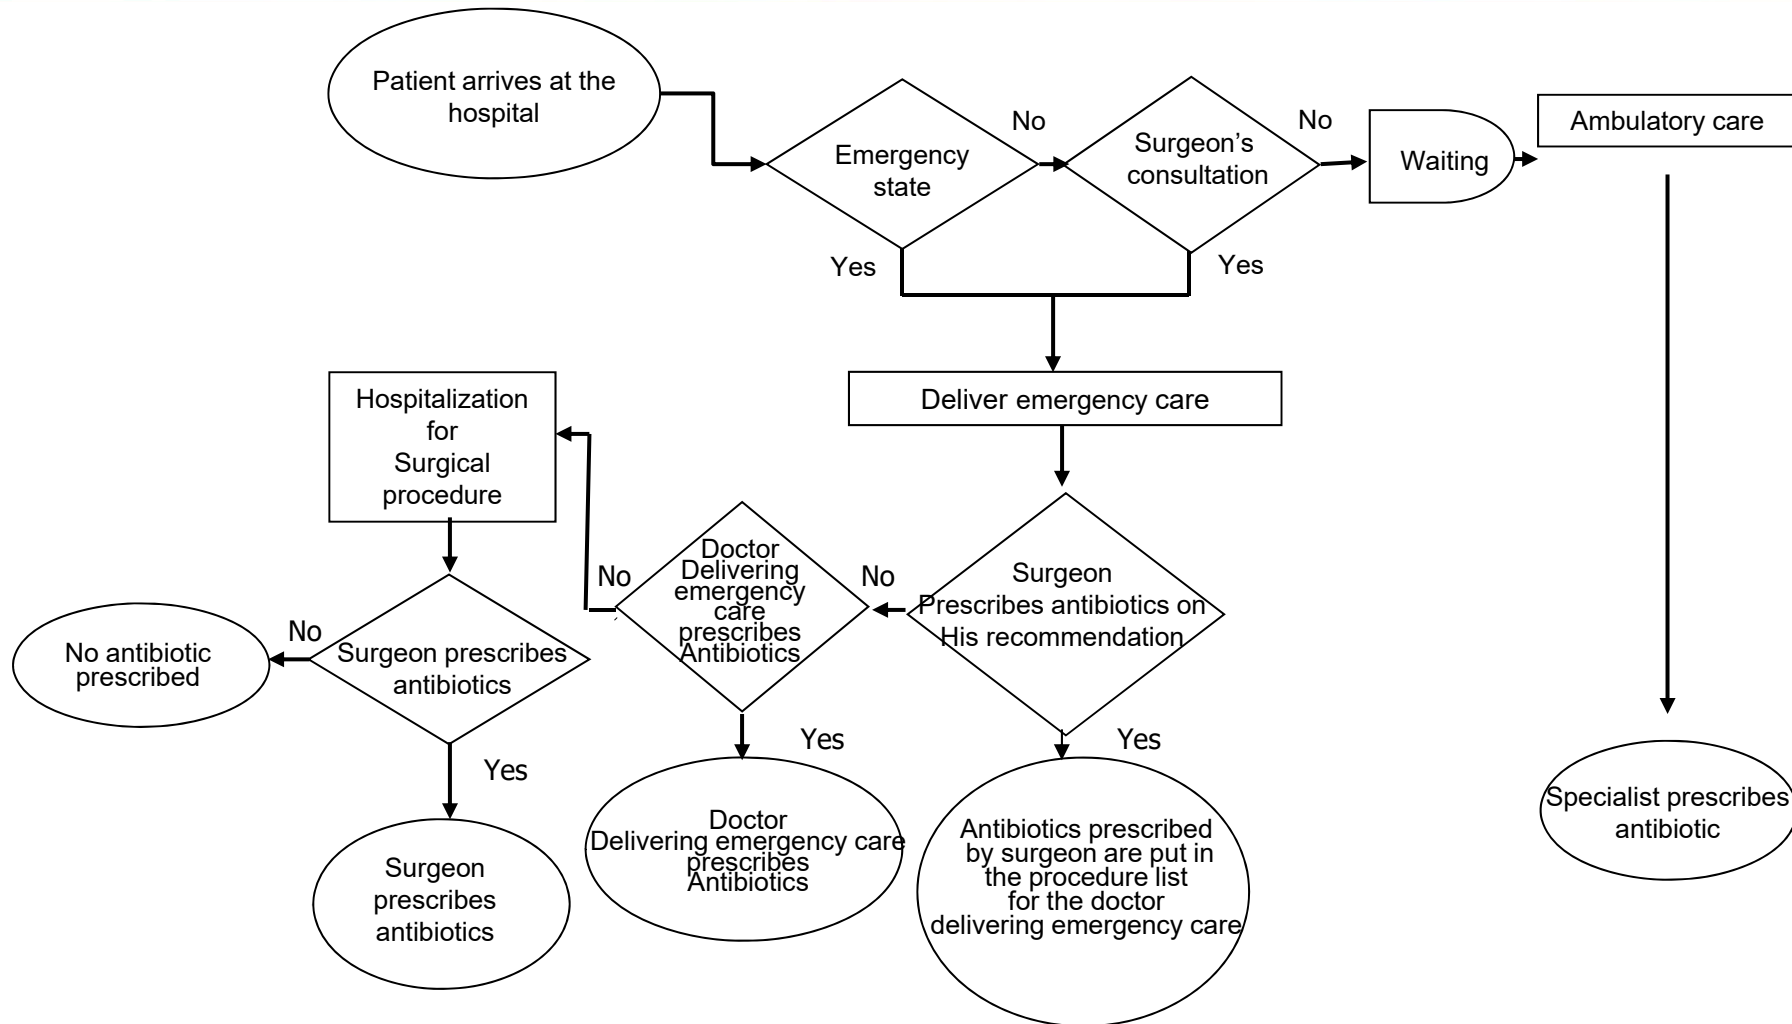 Patient arrives at the
hospital
Emergency
state
No
Surgeon’s
consultation
No
Waiting
Ambulatory care
Yes
Yes
Deliver emergency care
Hospitalization
for
Surgical
procedure
Surgeon
Prescribes antibiotics on
His recommendation
No
Doctor
Delivering
emergency
care
prescribes
Antibiotics
No
Surgeon prescribes
antibiotics
No
No antibiotic
prescribed
Yes
Surgeon
prescribes
antibiotics
Yes
Doctor
Delivering emergency care
prescribes
Antibiotics
Yes
Antibiotics prescribed
by surgeon are put in
the procedure list
for the doctor
delivering emergency care
Specialist prescribes
antibiotic